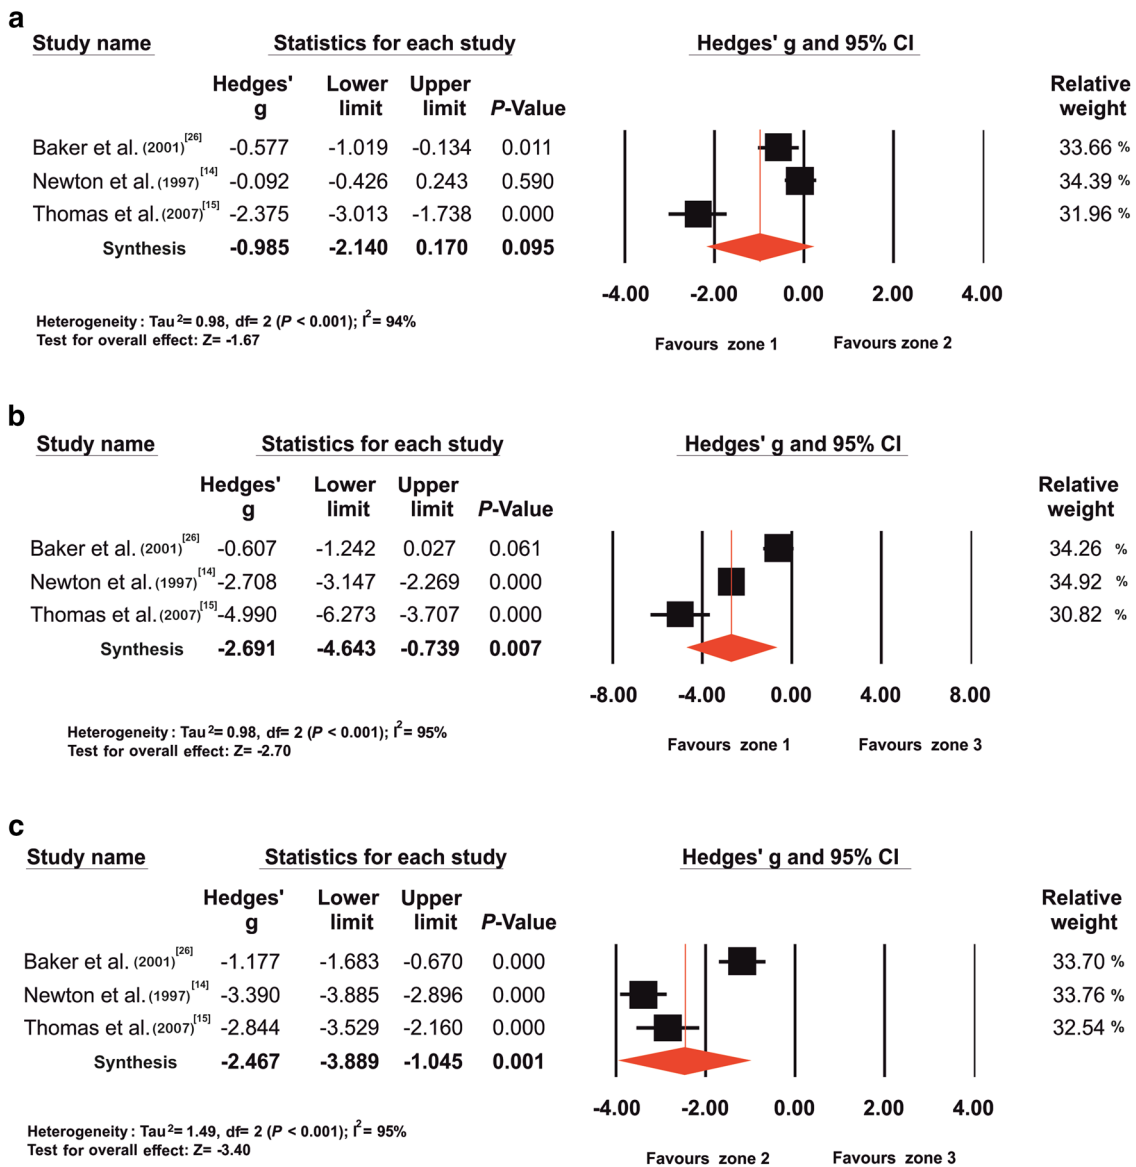 a
Study name Statistics for each study Hedges' g and 95% CI
Hedges' Lower Upper Relative
g limit limit P-Value weight
Baker et al. (2001)[26] -0.577 -1.019 -0.134 0.011 33.66 %
Newton et al. (1997)[14] -0.092 -0.426 0.243 0.590 34.39 %
Thomas et al. (2007)[15] -2.375 -3.013 -1.738 0.000 31.96 %
Synthesis -0.985 -2.140 0.170 0.095
-4.00 -2.00 0.00 2.00 4.00
Heterogeneity : Tau2= 0.98, df= 2 (P < 0.001); I2= 94%
Test for overall effect: Z= -1.67
Favours zone 1 Favours zone 2
b
Study name Statistics for each study Hedges' g and 95% CI
Hedges' Lower Upper Relative
g limit limit P-Value weight
Baker et al. (2001)[26] -0.607 -1.242 0.027 0.061 34.26 %
Newton et al. (1997)[14] -2.708 -3.147 -2.269 0.000 34.92 %
Thomas et al. (2007)[15] -4.990 -6.273 -3.707 0.000 30.82 %
Synthesis -2.691 -4.643 -0.739 0.007
-8.00 -4.00 0.00 4.00 8.00
Heterogeneity : Tau2= 0.98, df= 2 (P < 0.001); I2= 95%
Test for overall effect: Z= -2.70
Favours zone 1 Favours zone 3
c
Study name Statistics for each study Hedges' g and 95% CI
Hedges' Lower Upper Relative
g limit limit P-Value weight
Baker et al. (2001)[26] -1.177 -1.683 -0.670 0.000 33.70 %
Newton et al. (1997)[14] -3.390 -3.885 -2.896 0.000 33.76 %
Thomas et al. (2007)[15] -2.844 -3.529 -2.160 0.000 32.54 %
Synthesis -2.467 -3.889 -1.045 0.001
-4.00 -2.00 0.00 2.00 4.00
Heterogeneity : Tau2= 1.49, df= 2 (P < 0.001); I2= 95%
Test for overall effect: Z= -3.40
Favours zone 2 Favours zone 3